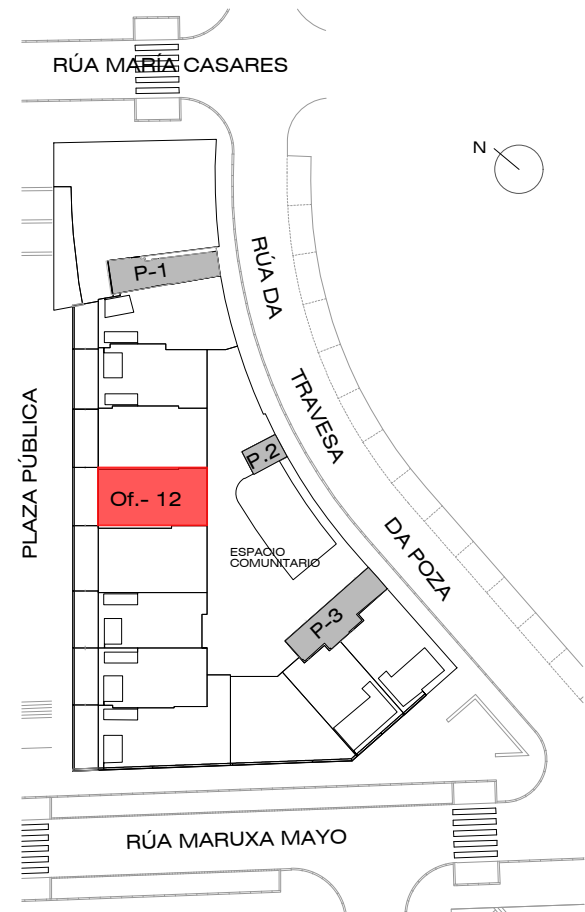 RÚA MARÍA CASARES
N
RÚA DA
TRAVESA
DA POZA
P-1
PLAZA PÚBLICA
P.2
Of.- 12
ESPACIO
COMUNITARIO
P-3
RÚA MARUXA MAYO